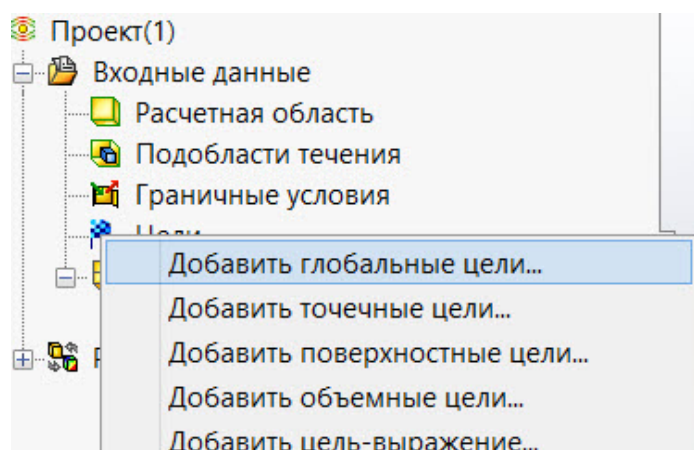 Проект(1)
Входные данные
Расчетная область
Подобласти течения
Граничные условия
Цели
Добавить глобальные цели...
Добавить точечные цели...
Добавить поверхностные цели...
Добавить объемные цели...
Добавить цель-выражение...